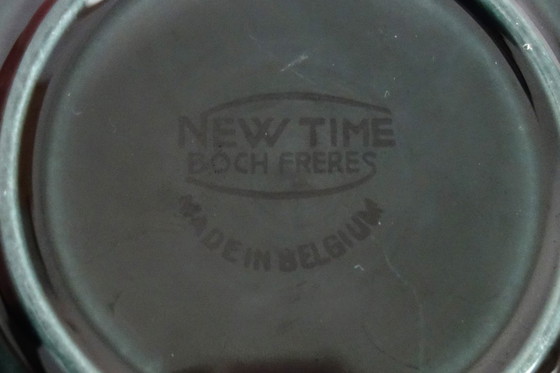 NEW TIME
BOCH FRERES
MADE IN BELGIUM